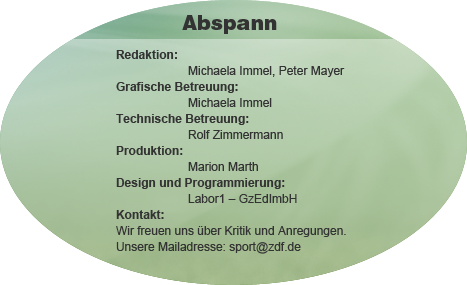 Abspann
Redaktion:
Michaela Immel, Peter Mayer
Grafische Betreuung:
Michaela Immel
Technische Betreuung:
Rolf Zimmermann
Produktion:
Marion Marth
Design und Programmierung:
Labor1 – GzEdImbH
Kontakt:
Wir freuen uns über Kritik und Anregungen.
Unsere Mailadresse: sport@zdf.de